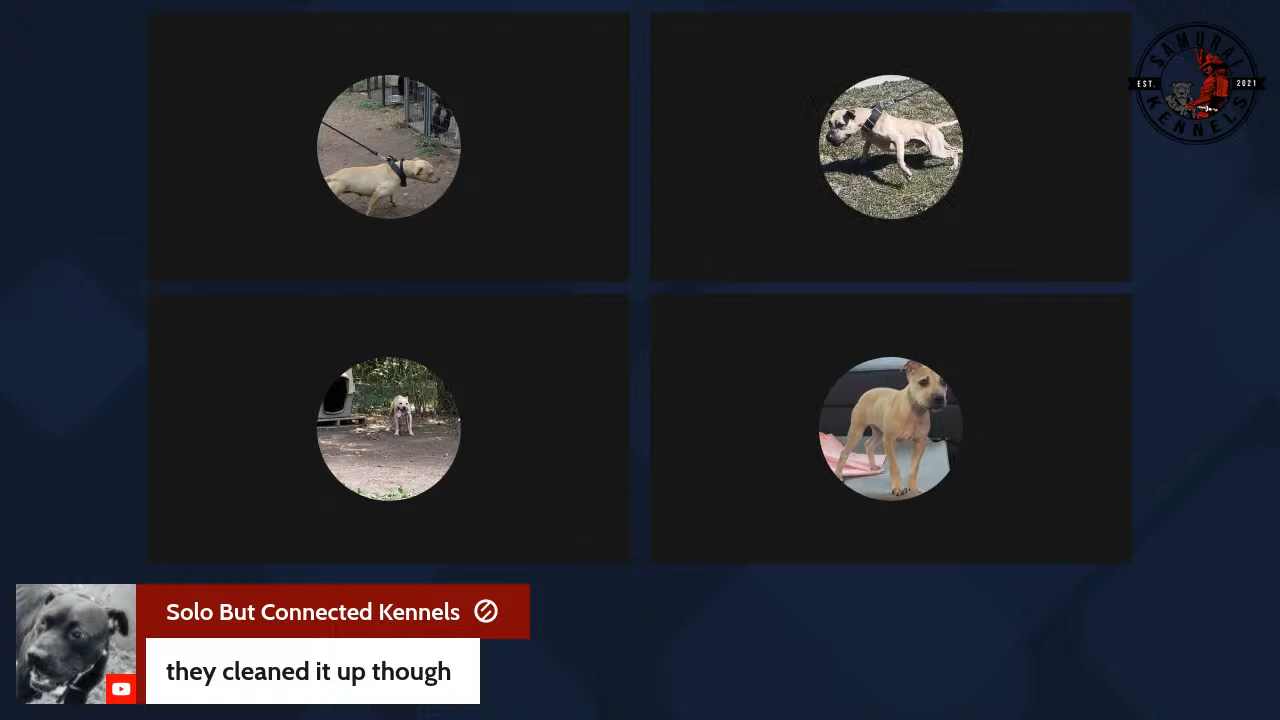 SAMURAI
EST. 2021
KENNELS
Solo But Connected Kennels
they cleaned it up though